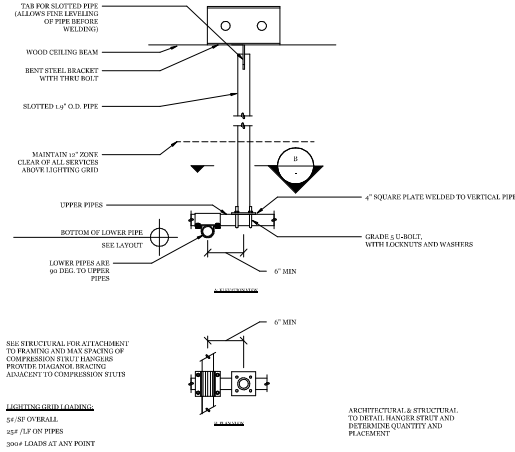 TAB FOR SLOTTED PIPE
(ALLOWS FINE LEVELING
OF PIPE BEFORE
WELDING)
WOOD CEILING BEAM
BENT STEEL BRACKET
WITH THRU BOLT
SLOTTED 1.9" O.D. PIPE
MAINTAIN 12" ZONE
CLEAR OF ALL SERVICES
ABOVE LIGHTING GRID
B
-
4" SQUARE PLATE WELDED TO VERTICAL PIPE
UPPER PIPES
BOTTOM OF LOWER PIPE
SEE LAYOUT
GRADE 5 U-BOLT,
WITH LOCKNUTS AND WASHERS
LOWER PIPES ARE
90 DEG. TO UPPER
PIPES
6" MIN
A: ELEVATION VIEW
6" MIN
SEE STRUCTURAL FOR ATTACHMENT
TO FRAMING AND MAX SPACING OF
COMPRESSION STRUT HANGERS
PROVIDE DIAGANOL BRACING
ADJACENT TO COMPRESSION STUTS
LIGHTING GRID LOADING:
5#/SF OVERALL
25# /LF ON PIPES
300# LOADS AT ANY POINT
B: PLAN VIEW
ARCHITECTURAL & STRUCTURAL
TO DETAIL HANGER STRUT AND
DETERMINE QUANTITY AND
PLACEMENT